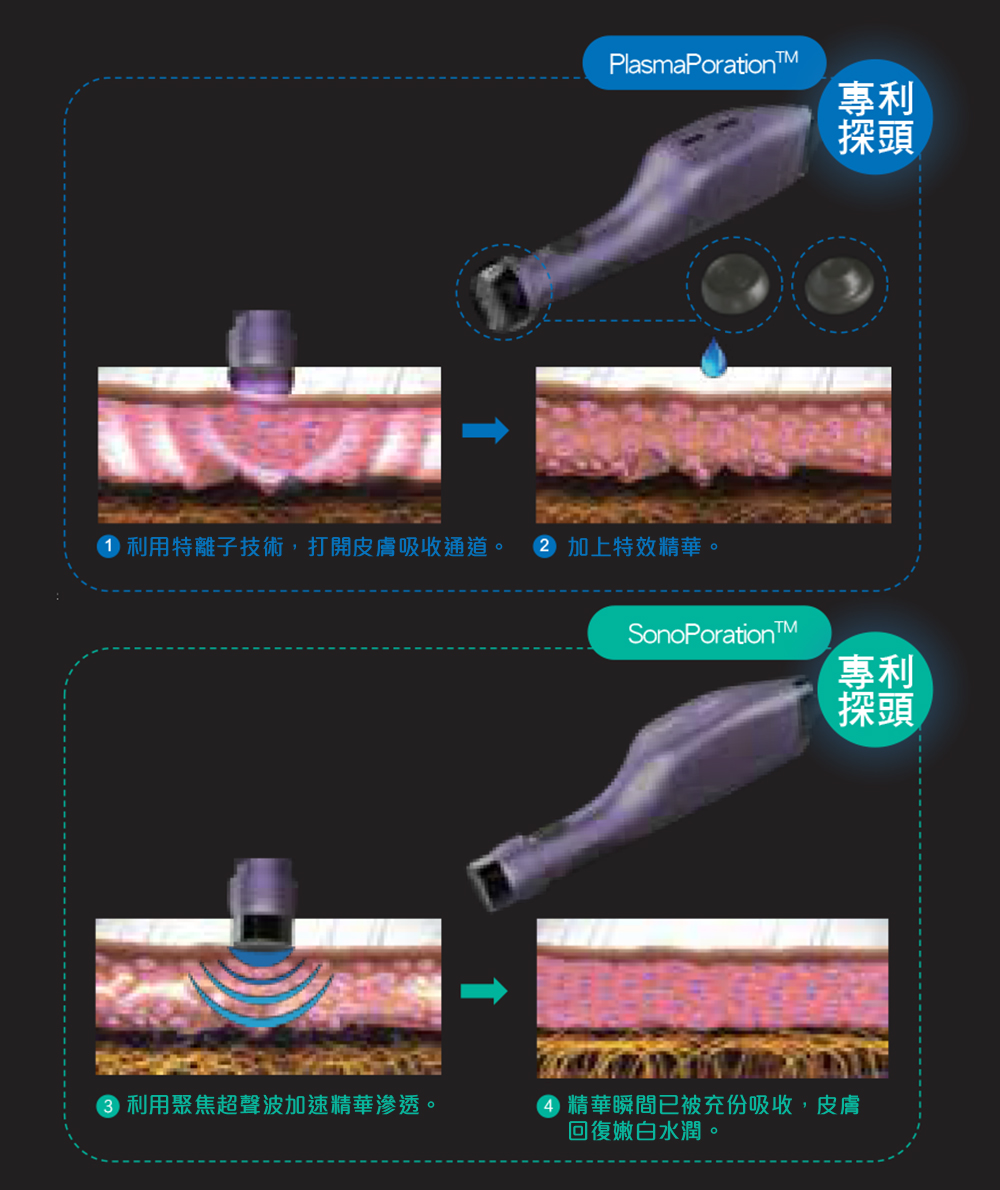 PlasmaPoration™
專利
探頭
1 利用特離子技術，打開皮膚吸收通道。
2 加上特效精華。
SonoPoration™
專利
探頭
3 利用聚焦超聲波加速精華滲透。
4 精華瞬間已被充份吸收，皮膚
回復嫩白水潤。